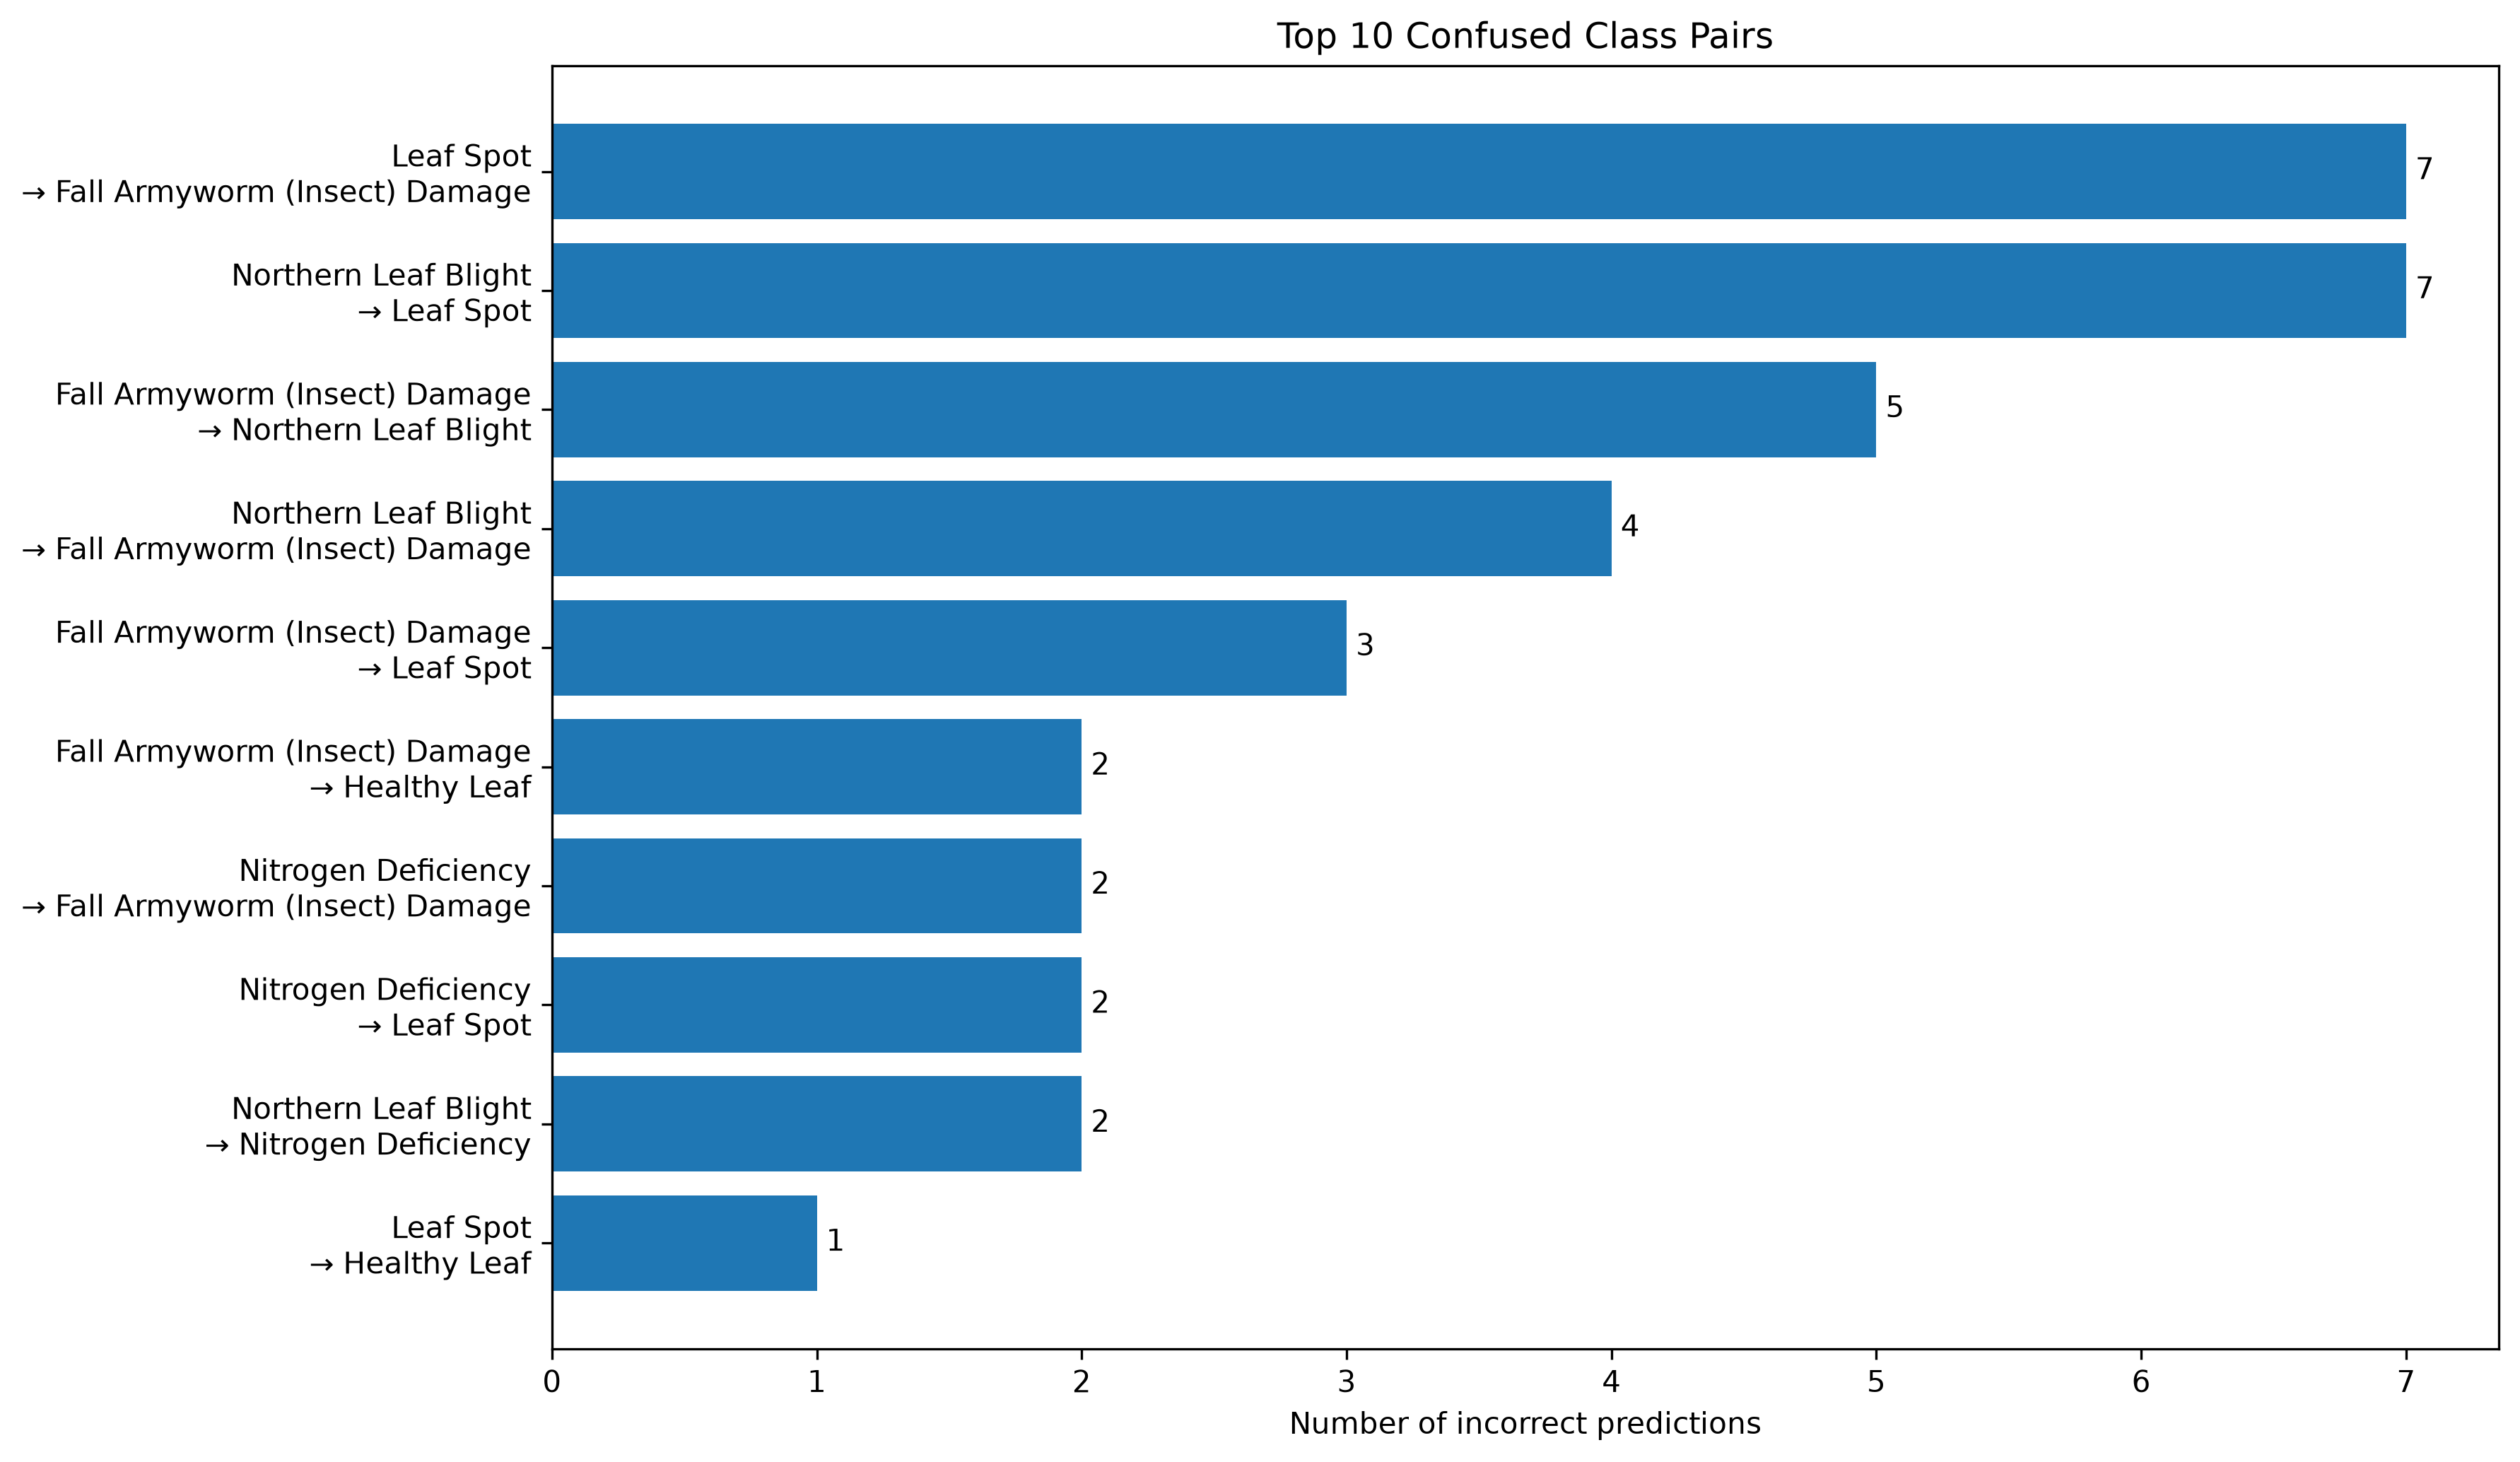 Top 10 Confused Class Pairs
Leaf Spot
→ Fall Armyworm (Insect) Damage
7
Northern Leaf Blight
→ Leaf Spot
7
Fall Armyworm (Insect) Damage
→ Northern Leaf Blight
5
Northern Leaf Blight
→ Fall Armyworm (Insect) Damage
4
Fall Armyworm (Insect) Damage
→ Leaf Spot
3
Fall Armyworm (Insect) Damage
→ Healthy Leaf
2
Nitrogen Deficiency
→ Fall Armyworm (Insect) Damage
2
Nitrogen Deficiency
→ Leaf Spot
2
Northern Leaf Blight
→ Nitrogen Deficiency
2
Leaf Spot
→ Healthy Leaf
1
0 1 2 3 4 5 6 7
Number of incorrect predictions